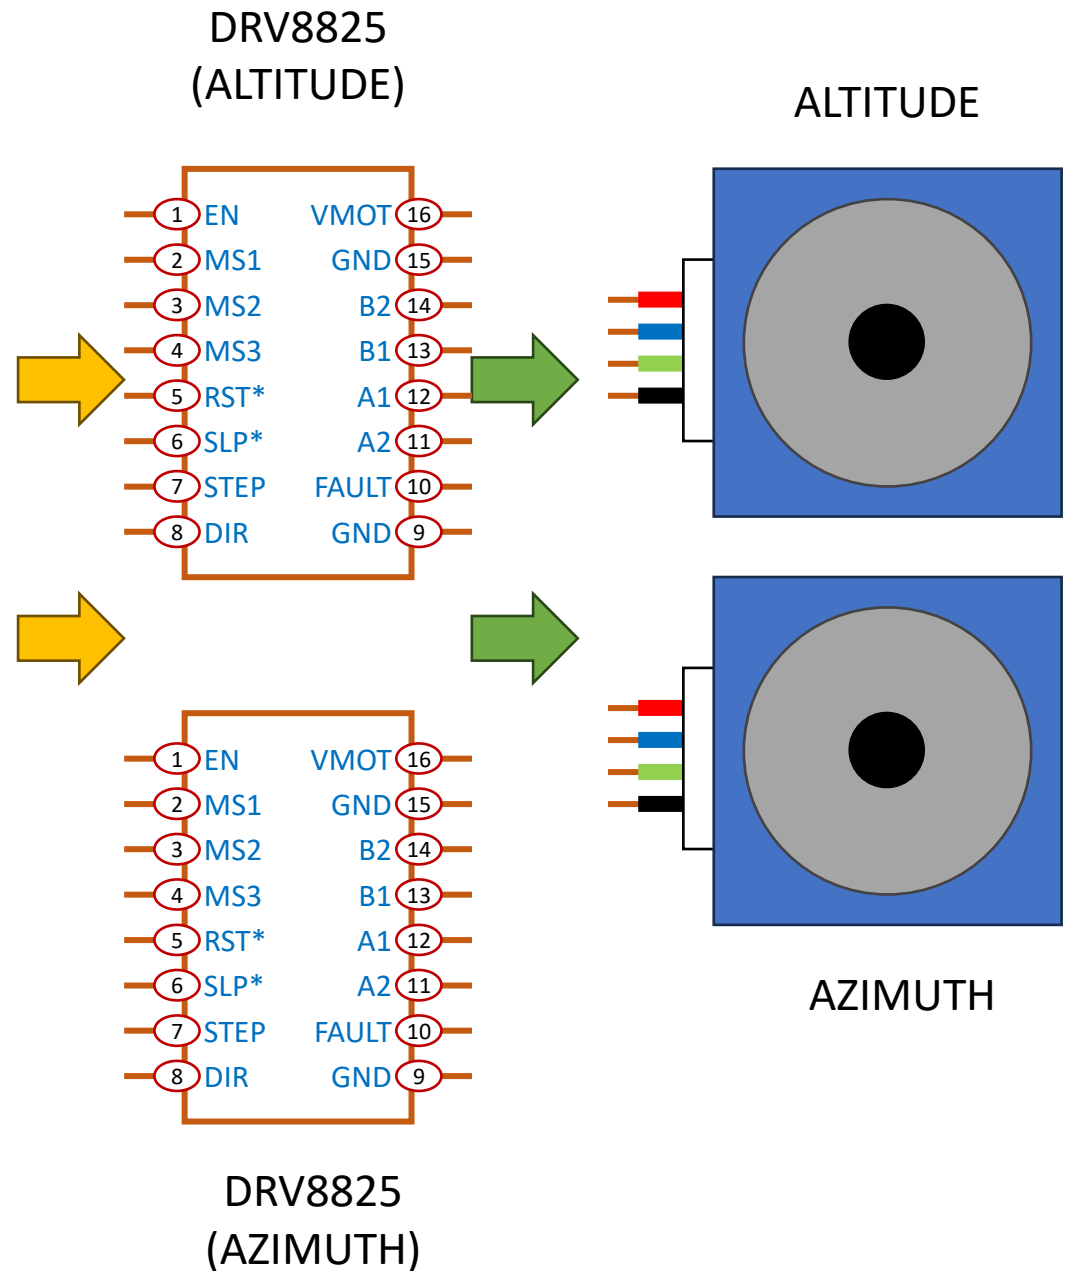 DRV8825
(ALTITUDE)
ALTITUDE
1 EN VMOT 16
2 MS1 GND 15
3 MS2 B2 14
4 MS3 B1 13
5 RST* A1 12
6 SLP* A2 11
7 STEP FAULT 10
8 DIR GND 9
1 EN VMOT 16
2 MS1 GND 15
3 MS2 B2 14
4 MS3 B1 13
5 RST* A1 12
6 SLP* A2 11
7 STEP FAULT 10
8 DIR GND 9
AZIMUTH
DRV8825
(AZIMUTH)